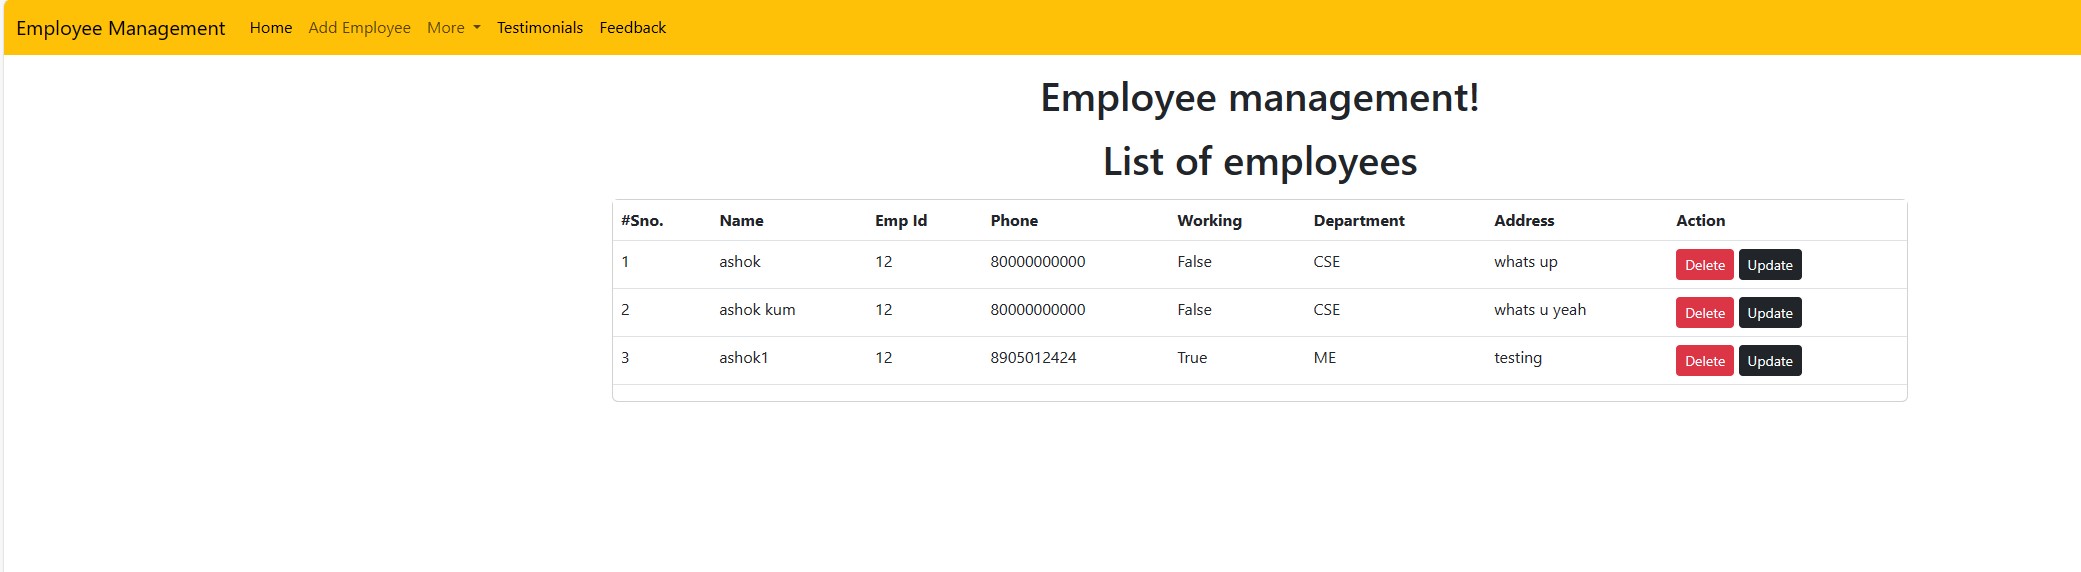 Employee Management Home Add Employee More Testimonials Feedback
Employee management!
List of employees
#Sno. Name Emp Id Phone Working Department Address Action
1 ashok 12 80000000000 False CSE whats up Delete Update
2 ashok kum 12 80000000000 False CSE whats u yeah Delete Update
3 ashok1 12 8905012424 True ME testing Delete Update